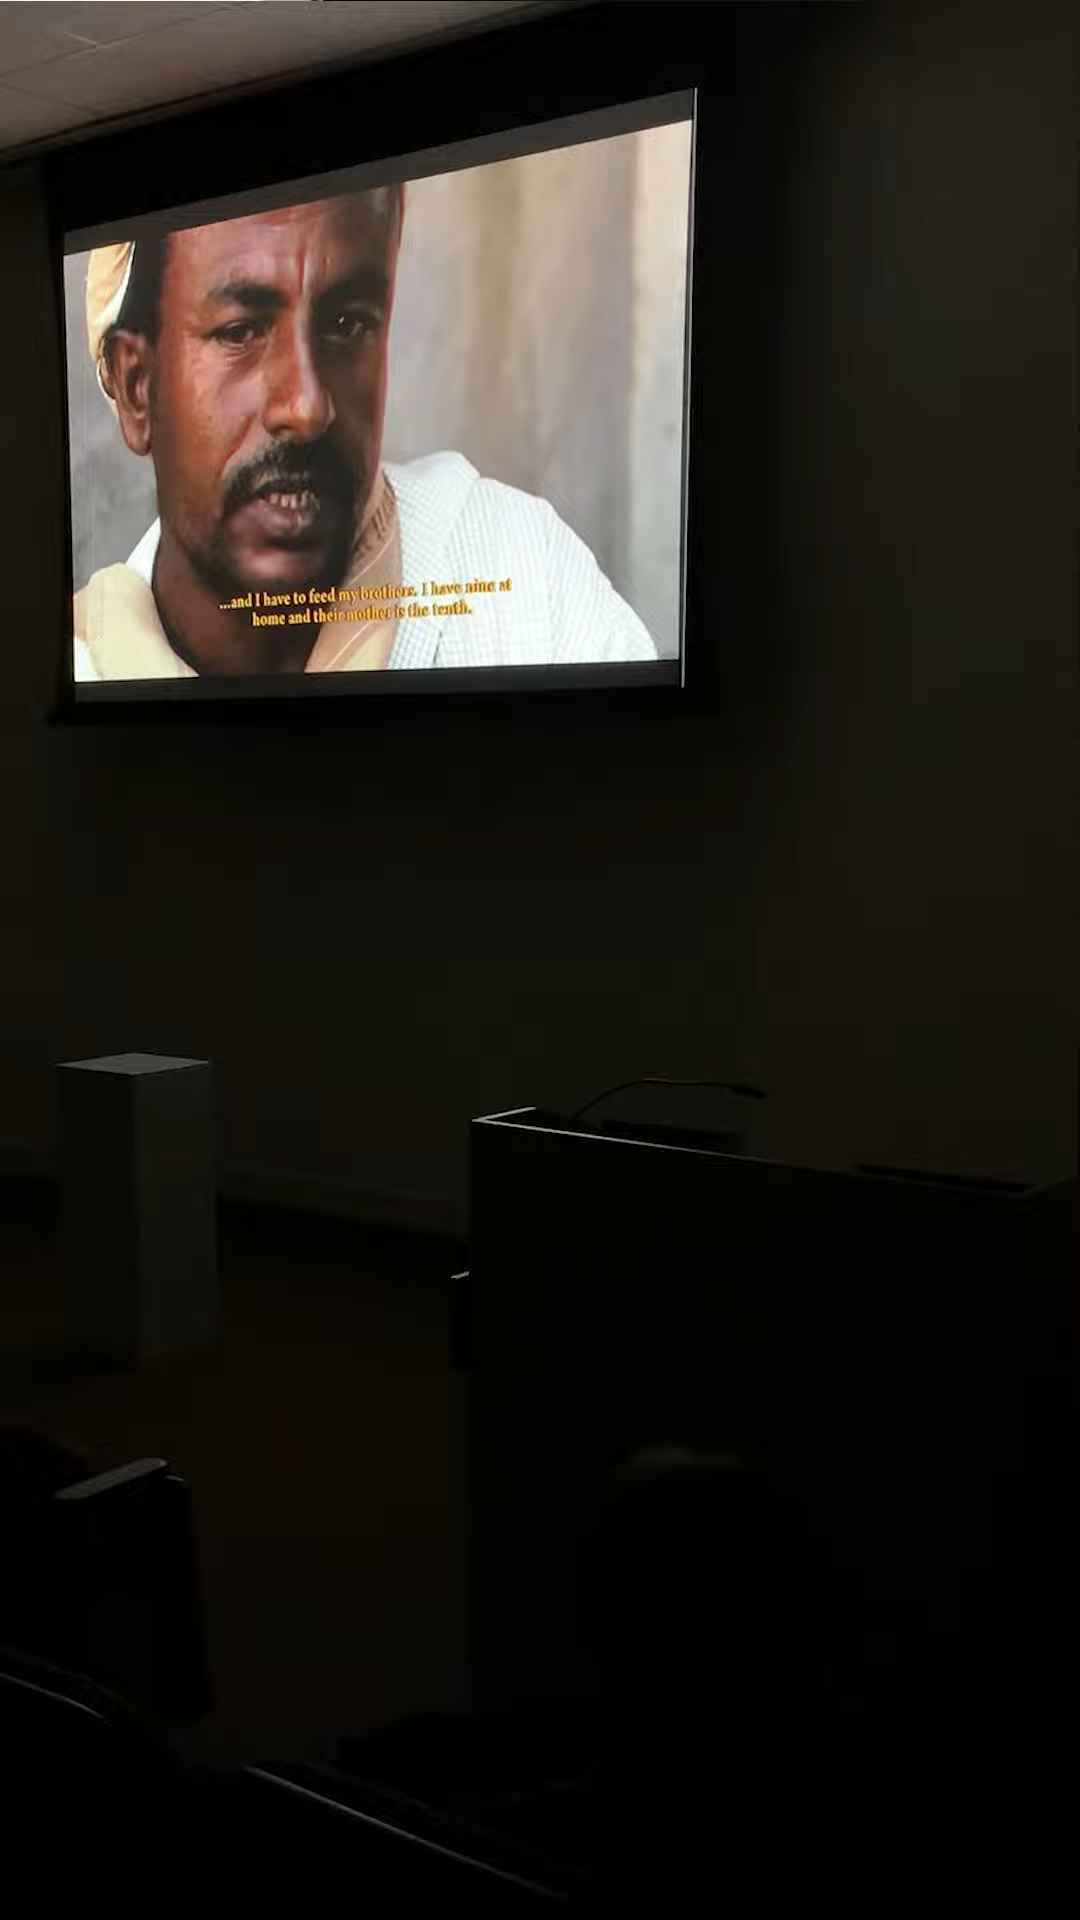 ...and I have to feed my brothers. I have nine at
home and their mother is the tenth.